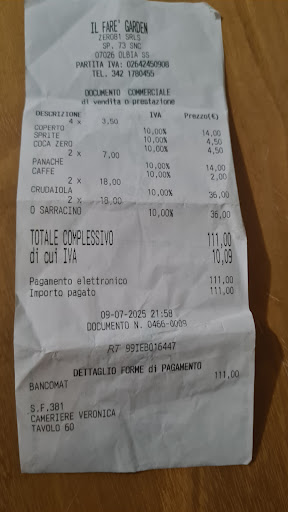 IL FARE' GARDEN
ZERO81 SRLS
SP. 73 SNC
07026 OLBIA SS
PARTITA IVA: 02642450908
TEL. 342 1780455
DOCUMENTO COMMERCIALE
di vendita o prestazione
DESCRIZIONE IVA Prezzo(€)
4 x 3,50
COPERTO 10,00% 14,00
SPRITE 10,00% 4,50
COCA ZERO 10,00% 4,50
2 x 7,00
PANACHE 10,00% 14,00
CAFFE 10,00% 2,00
2 x 18,00
CRUDAIOLA 10,00% 36,00
2 x 18,00
O SARRACINO 10,00% 36,00
TOTALE COMPLESSIVO 111,00
di cui IVA 10,09
Pagamento elettronico 111,00
Importo pagato 111,00
09-07-2025 21:58
DOCUMENTO N. 0466-0009
RT 99IEB016447
DETTAGLIO FORME di PAGAMENTO
BANCOMAT 111,00
S.F.381
CAMERIERE VERONICA
TAVOLO 60